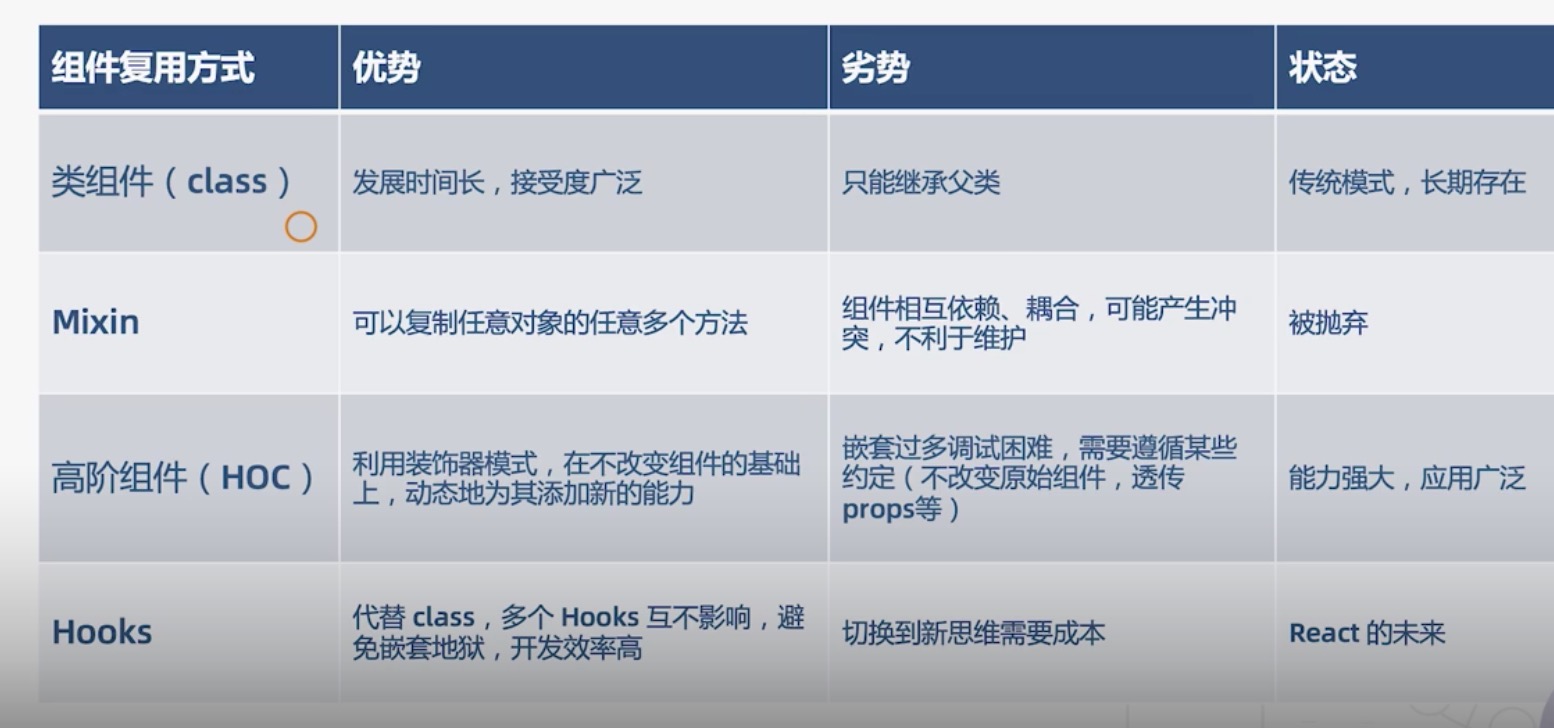 组件复用方式 优势 劣势 状态
类组件（class） 发展时间长，接受度广泛 只能继承父类 传统模式，长期存在
Mixin 可以复制任意对象的任意多个方法 组件相互依赖、耦合，可能产生冲
突，不利于维护 被抛弃
高阶组件（HOC） 利用装饰器模式，在不改变组件的基础
上，动态地为其添加新的能力 嵌套过多调试困难，需要遵循某些
约定（不改变原始组件，透传
props等） 能力强大，应用广泛
Hooks 代替 class，多个 Hooks 互不影响，避
免嵌套地狱，开发效率高 切换到新思维需要成本 React 的未来